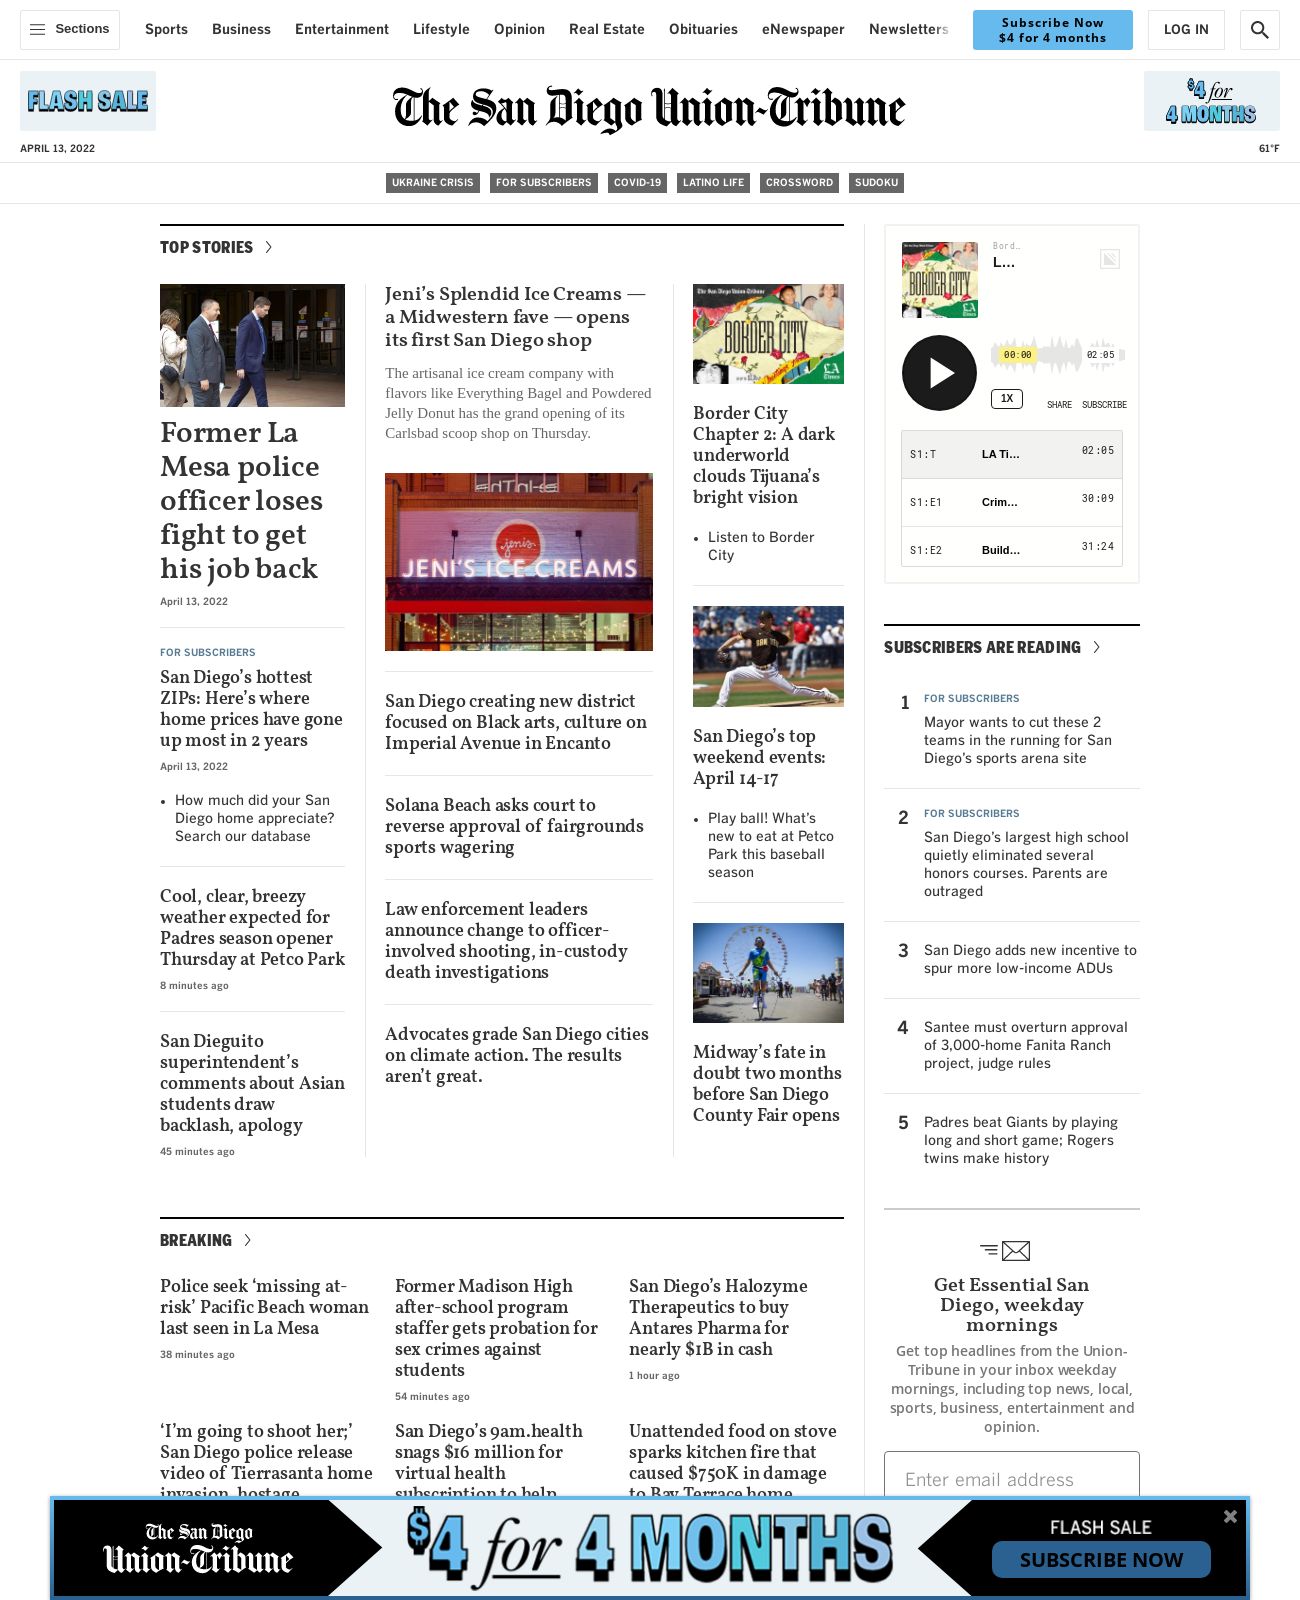 Sections
Sports
Business
Entertainment
Lifestyle
Opinion
Real Estate
Obituaries
eNewspaper
Newsletters
Subscribe Now
$4 for 4 months
LOG IN
FLASH SALE
The San Diego Union-Tribune
$4 for
4 MONTHS
APRIL 13, 2022
61°F
UKRAINE CRISIS
FOR SUBSCRIBERS
COVID-19
LATINO LIFE
CROSSWORD
SUDOKU
TOP STORIES
Former La
Mesa police
officer loses
fight to get
his job back
April 13, 2022
FOR SUBSCRIBERS
San Diego's hottest
ZIPs: Here's where
home prices have gone
up most in 2 years
April 13, 2022
• How much did your San
Diego home appreciate?
Search our database
Cool, clear, breezy
weather expected for
Padres season opener
Thursday at Petco Park
8 minutes ago
San Dieguito
superintendent's
comments about Asian
students draw
backlash, apology
45 minutes ago
Jeni's Splendid Ice Creams —
a Midwestern fave — opens
its first San Diego shop
The artisanal ice cream company with
flavors like Everything Bagel and Powdered
Jelly Donut has the grand opening of its
Carlsbad scoop shop on Thursday.
jenis
JENI'S ICE CREAMS
San Diego creating new district
focused on Black arts, culture on
Imperial Avenue in Encanto
Solana Beach asks court to
reverse approval of fairgrounds
sports wagering
Law enforcement leaders
announce change to officer-
involved shooting, in-custody
death investigations
Advocates grade San Diego cities
on climate action. The results
aren't great.
The San Diego Union-Tribune
BORDER CITY
LA
Times
Border City
Chapter 2: A dark
underworld
clouds Tijuana's
bright vision
• Listen to Border
City
San Diego's top
weekend events:
April 14-17
• Play ball! What's
new to eat at Petco
Park this baseball
season
Midway's fate in
doubt two months
before San Diego
County Fair opens
BORDER CITY
LA
Times
Bord…
L…
00:00
02:05
1X
SHARE
SUBSCRIBE
S1:T
LA Ti…
02:05
S1:E1
Crim…
30:09
S1:E2
Build…
31:24
SUBSCRIBERS ARE READING
1
FOR SUBSCRIBERS
Mayor wants to cut these 2
teams in the running for San
Diego's sports arena site
2
FOR SUBSCRIBERS
San Diego's largest high school
quietly eliminated several
honors courses. Parents are
outraged
3
San Diego adds new incentive to
spur more low-income ADUs
4
Santee must overturn approval
of 3,000-home Fanita Ranch
project, judge rules
5
Padres beat Giants by playing
long and short game; Rogers
twins make history
Get Essential San
Diego, weekday
mornings
Get top headlines from the Union-
Tribune in your inbox weekday
mornings, including top news, local,
sports, business, entertainment and
opinion.
Enter email address
BREAKING
Police seek 'missing at-
risk' Pacific Beach woman
last seen in La Mesa
38 minutes ago
Former Madison High
after-school program
staffer gets probation for
sex crimes against
students
54 minutes ago
San Diego's Halozyme
Therapeutics to buy
Antares Pharma for
nearly $1B in cash
1 hour ago
'I'm going to shoot her;'
San Diego police release
video of Tierrasanta home
invasion, hostage
San Diego's 9am.health
snags $16 million for
virtual health
subscription to help
Unattended food on stove
sparks kitchen fire that
caused $750K in damage
to Bay Terrace home
The San Diego
Union-Tribune
$4 for 4 MONTHS
FLASH SALE
SUBSCRIBE NOW